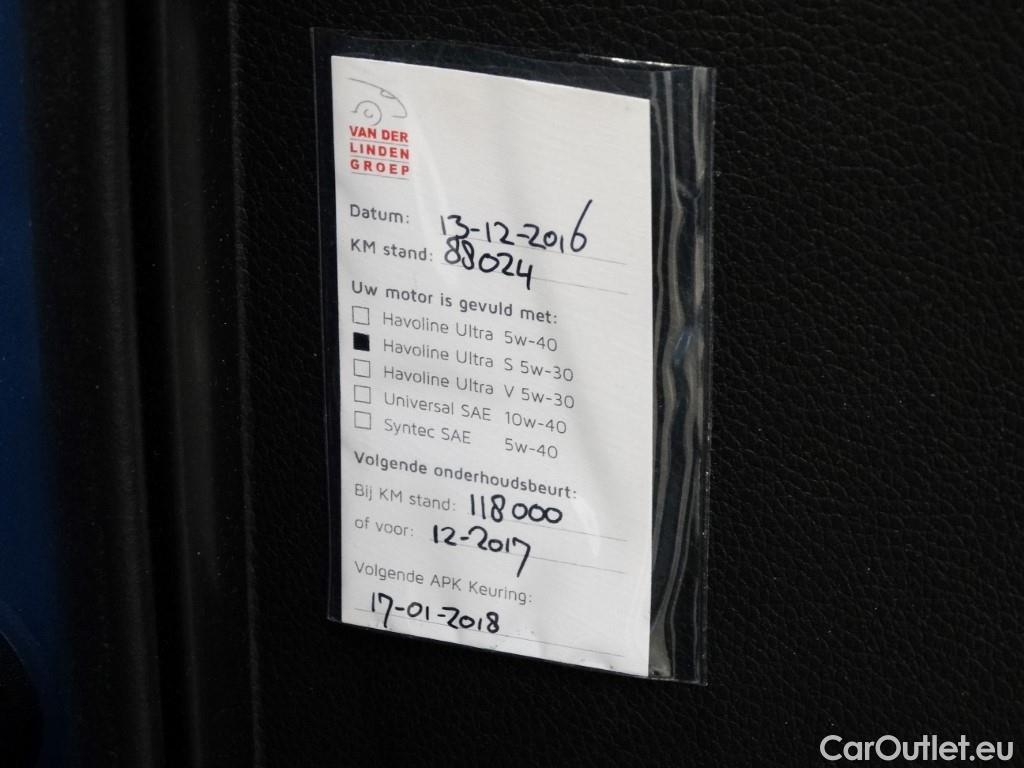 VAN DER
LINDEN
GROEP
Datum: 13-12-2016
KM stand: 88024
Uw motor is gevuld met:
Havoline Ultra 5w-40
Havoline Ultra S 5w-30
Havoline Ultra V 5w-30
Universal SAE 10w-40
Syntec SAE 5w-40
Volgende onderhoudsbeurt:
Bij KM stand: 118000
of voor: 12-2017
Volgende APK Keuring:
17-01-2018
CarOutlet.eu